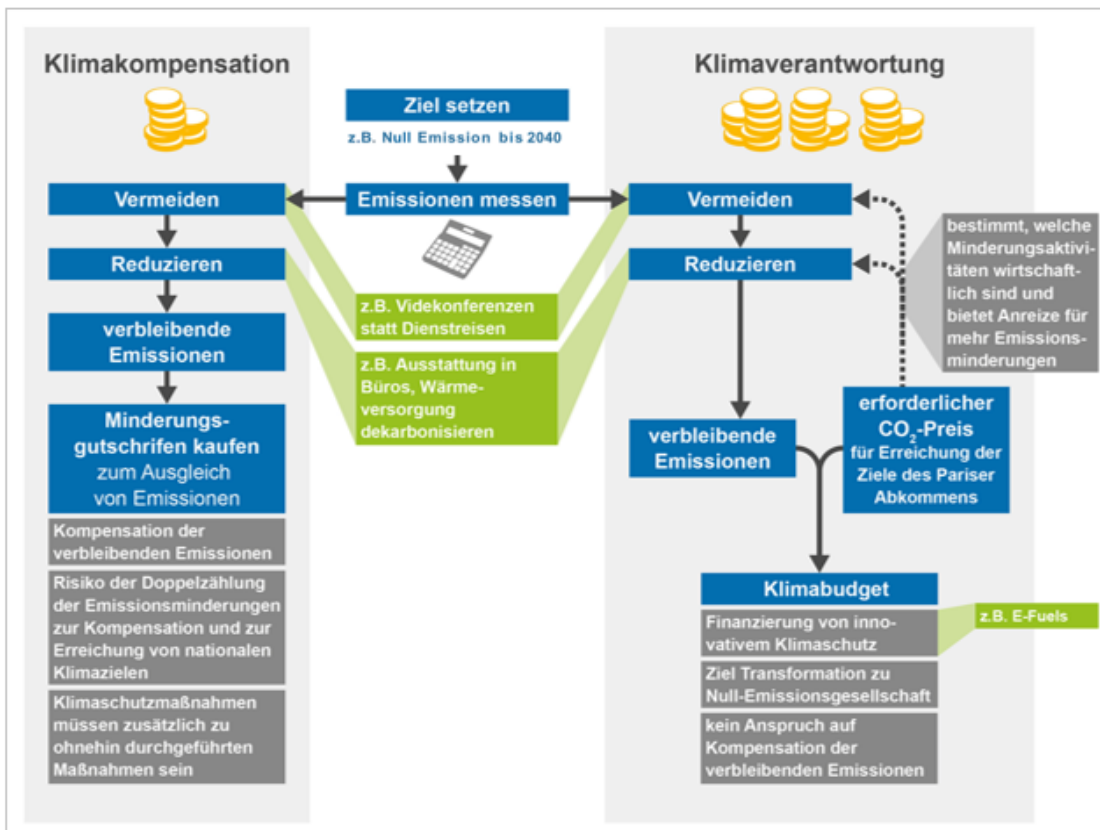 Klimakompensation
Ziel setzen
z.B. Null Emission bis 2040
Emissionen messen
Klimaverantwortung
Vermeiden
Reduzieren
verbleibende
Emissionen
Minderungs-
gutschrifen kaufen
zum Ausgleich
von Emissionen
Kompensation der
verbleibenden Emissionen
Risiko der Doppelzählung
der Emissionsminderungen
zur Kompensation und zur
Erreichung von nationalen
Klimazielen
Klimaschutzmaßnahmen
müssen zusätzlich zu
ohnehin durchgeführten
Maßnahmen sein
z.B. Videkonferenzen
statt Dienstreisen
z.B. Ausstattung in
Büros, Wärme-
versorgung
dekarbonisieren
Vermeiden
Reduzieren
bestimmt, welche
Minderungsaktivi-
täten wirtschaft-
lich sind und
bietet Anreize für
mehr Emissions-
minderungen
verbleibende
Emissionen
erforderlicher
CO₂-Preis
für Erreichung der
Ziele des Pariser
Abkommens
Klimabudget
Finanzierung von inno-
vativem Klimaschutz
z.B. E-Fuels
Ziel Transformation zu
Null-Emissionsgesellschaft
kein Anspruch auf
Kompensation der
verbleibenden Emissionen